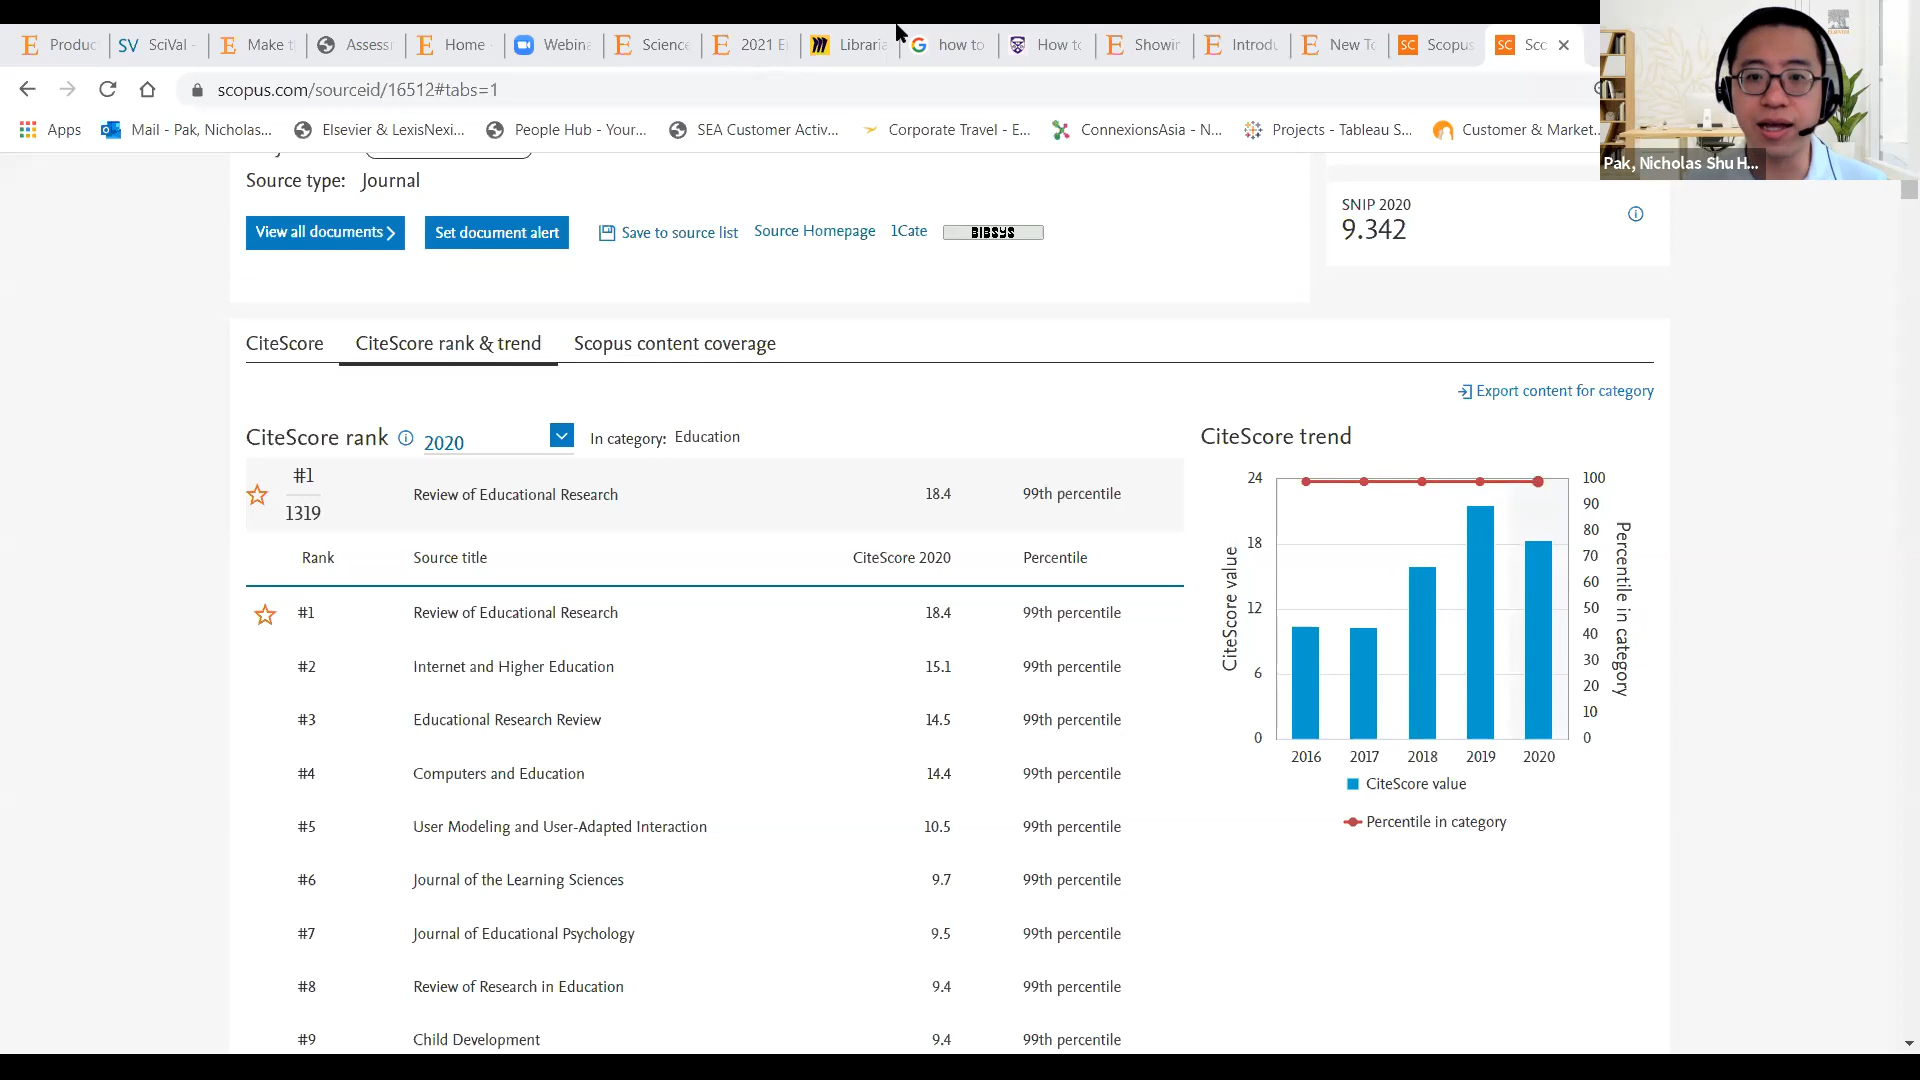 Produc
SciVal
Make t
Assess
Home
Webina
Science
2021 E
Libraria
how to
How to
Showin
Introdu
New To
Scopus
Sco
scopus.com/sourceid/16512#tabs=1
Apps
Mail - Pak, Nicholas...
Elsevier & LexisNexi...
People Hub - Your...
SEA Customer Activ...
Corporate Travel - E...
ConnexionsAsia - N...
Projects - Tableau S...
Customer & Market...
Pak, Nicholas Shu H...
Source type: Journal
View all documents >
Set document alert
Save to source list
Source Homepage
1Cate
BIBSYS
SNIP 2020
9.342
CiteScore
CiteScore rank & trend
Scopus content coverage
Export content for category
CiteScore rank 2020 In category: Education
#1
1319
Review of Educational Research 18.4 99th percentile
Rank Source title CiteScore 2020 Percentile
#1 Review of Educational Research 18.4 99th percentile
#2 Internet and Higher Education 15.1 99th percentile
#3 Educational Research Review 14.5 99th percentile
#4 Computers and Education 14.4 99th percentile
#5 User Modeling and User-Adapted Interaction 10.5 99th percentile
#6 Journal of the Learning Sciences 9.7 99th percentile
#7 Journal of Educational Psychology 9.5 99th percentile
#8 Review of Research in Education 9.4 99th percentile
#9 Child Development 9.4 99th percentile
CiteScore trend
24
18
12
6
0
CiteScore value
100
90
80
70
60
50
40
30
20
10
0
Percentile in category
2016 2017 2018 2019 2020
CiteScore value
Percentile in category